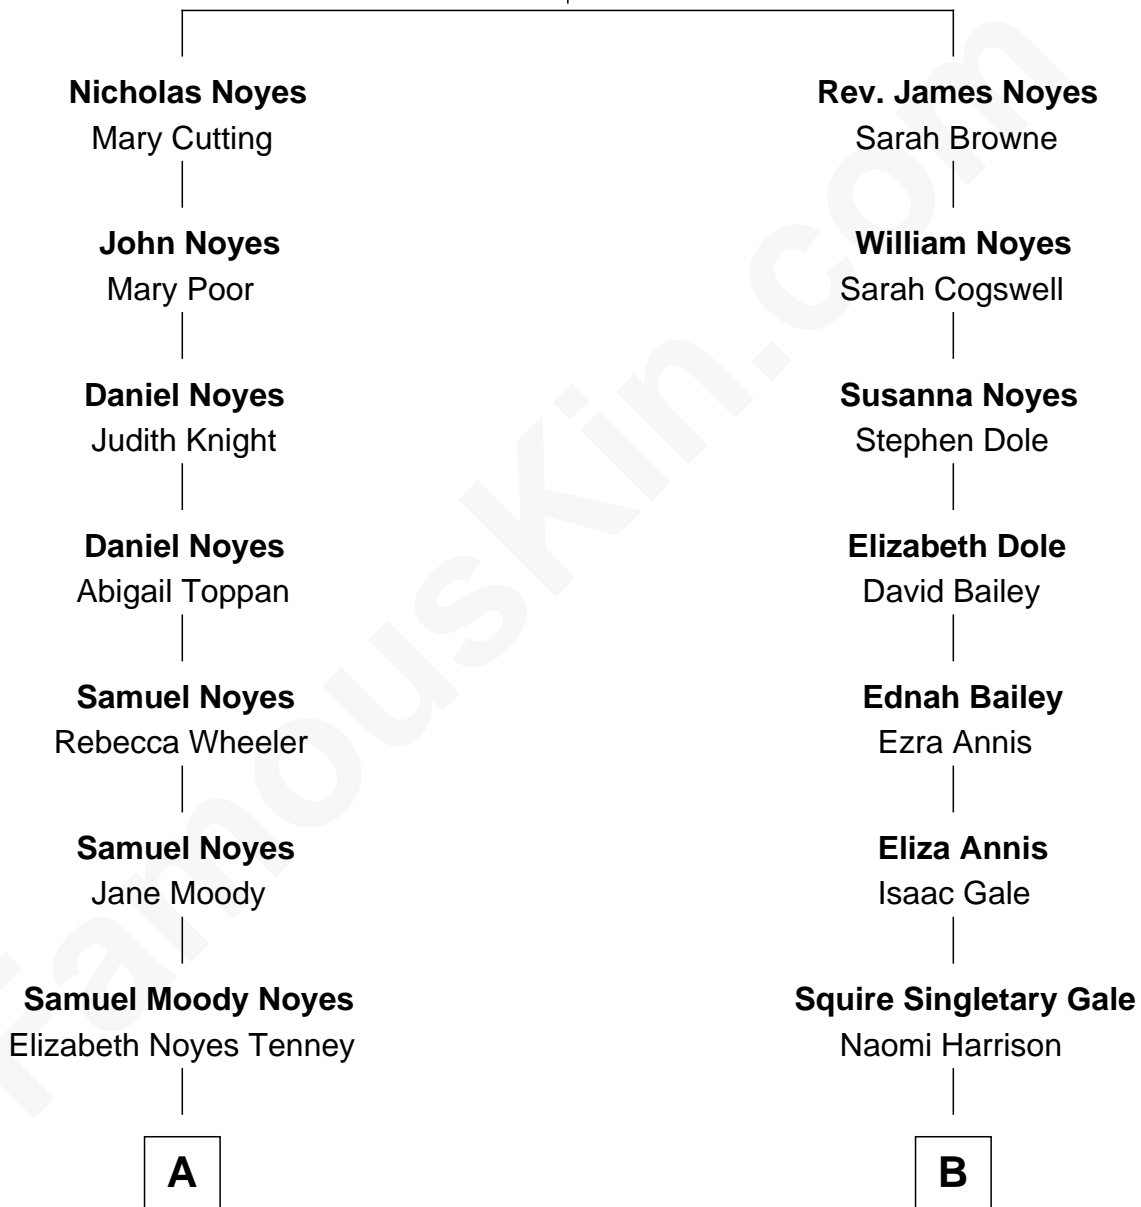 Nicholas Noyes
Mary Cutting
John Noyes
Mary Poor
Daniel Noyes
Judith Knight
Daniel Noyes
Abigail Toppan
Samuel Noyes
Rebecca Wheeler
Samuel Noyes
Jane Moody
Samuel Moody Noyes
Elizabeth Noyes Tenney
A
Rev. James Noyes
Sarah Browne
William Noyes
Sarah Cogswell
Susanna Noyes
Stephen Dole
Elizabeth Dole
David Bailey
Ednah Bailey
Ezra Annis
Eliza Annis
Isaac Gale
Squire Singletary Gale
Naomi Harrison
B
FamousKin.com